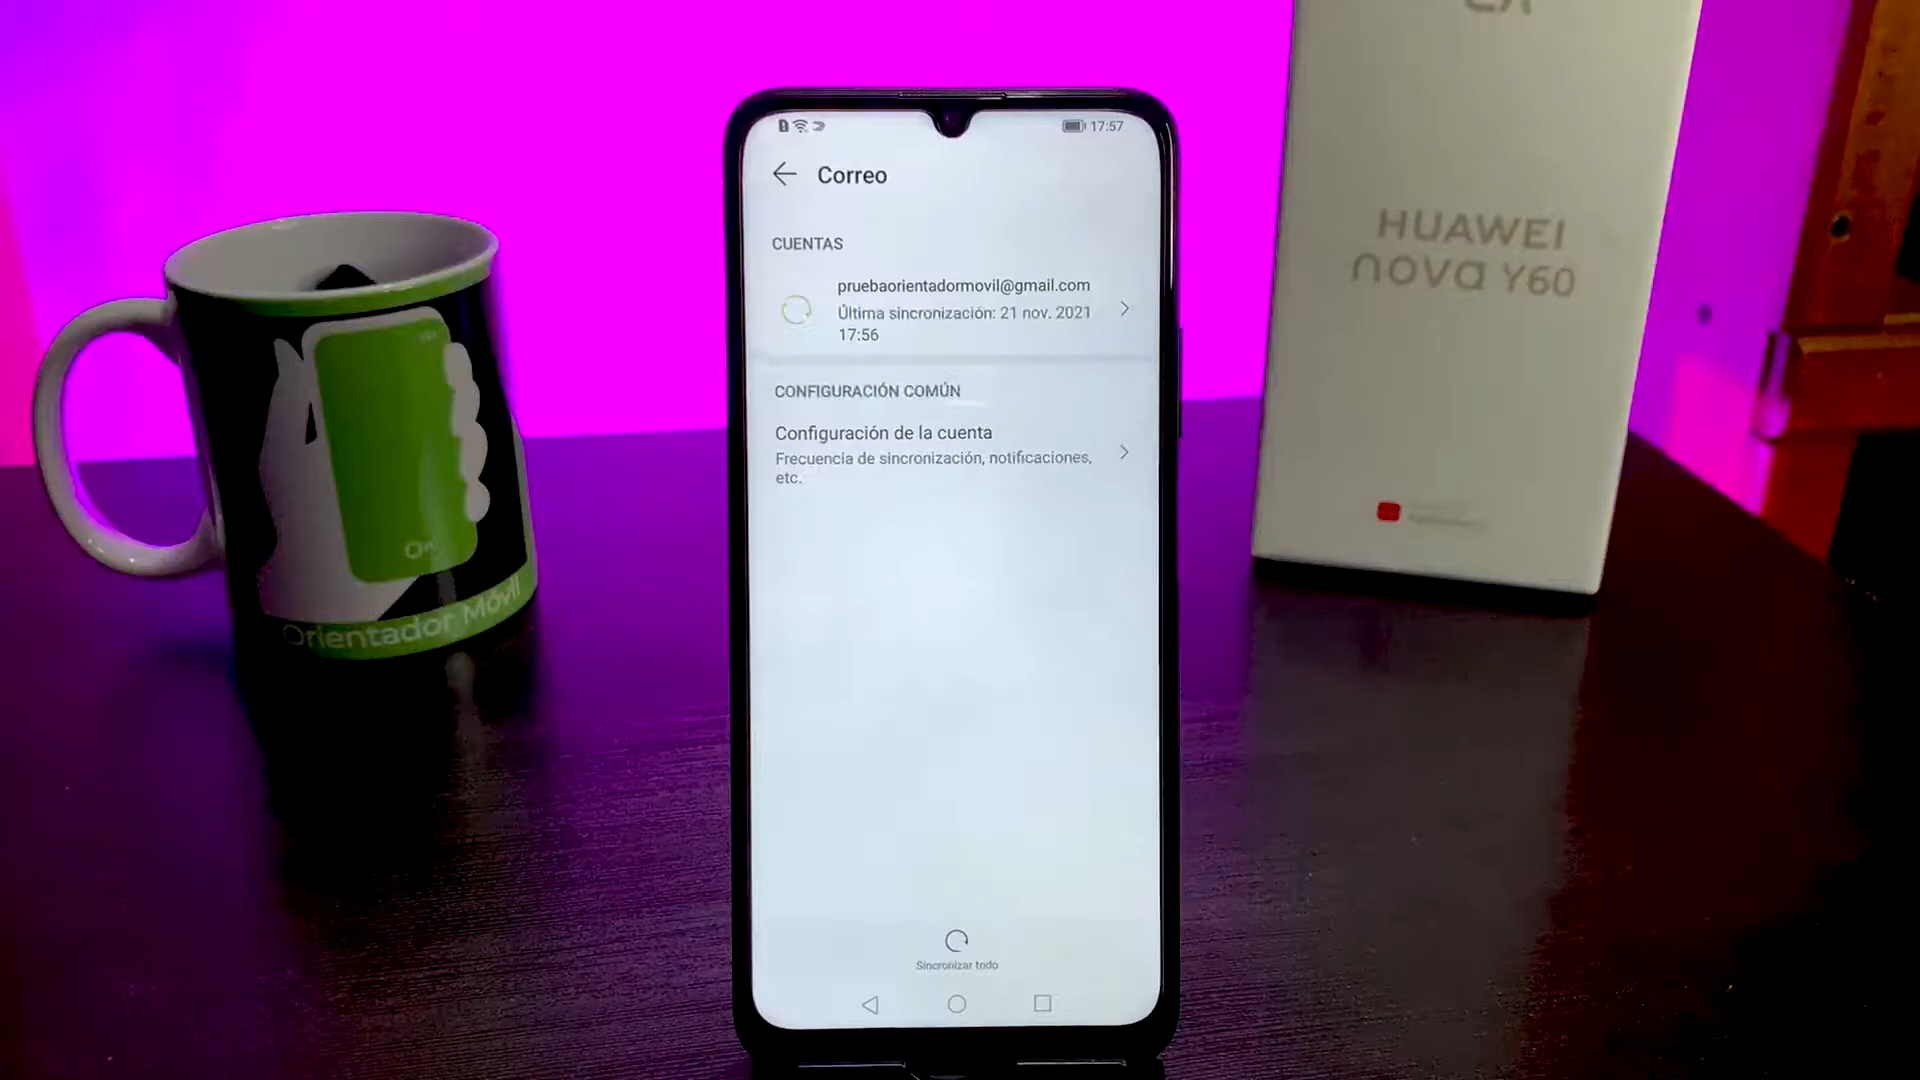 17:57
Correo
CUENTAS
pruebaorientadormovil@gmail.com
Última sincronización: 21 nov. 2021
17:56
CONFIGURACIÓN COMÚN
Configuración de la cuenta
Frecuencia de sincronización, notificaciones,
etc.
Sincronizar todo
Orientador Móvil
HUAWEI
nova Y60